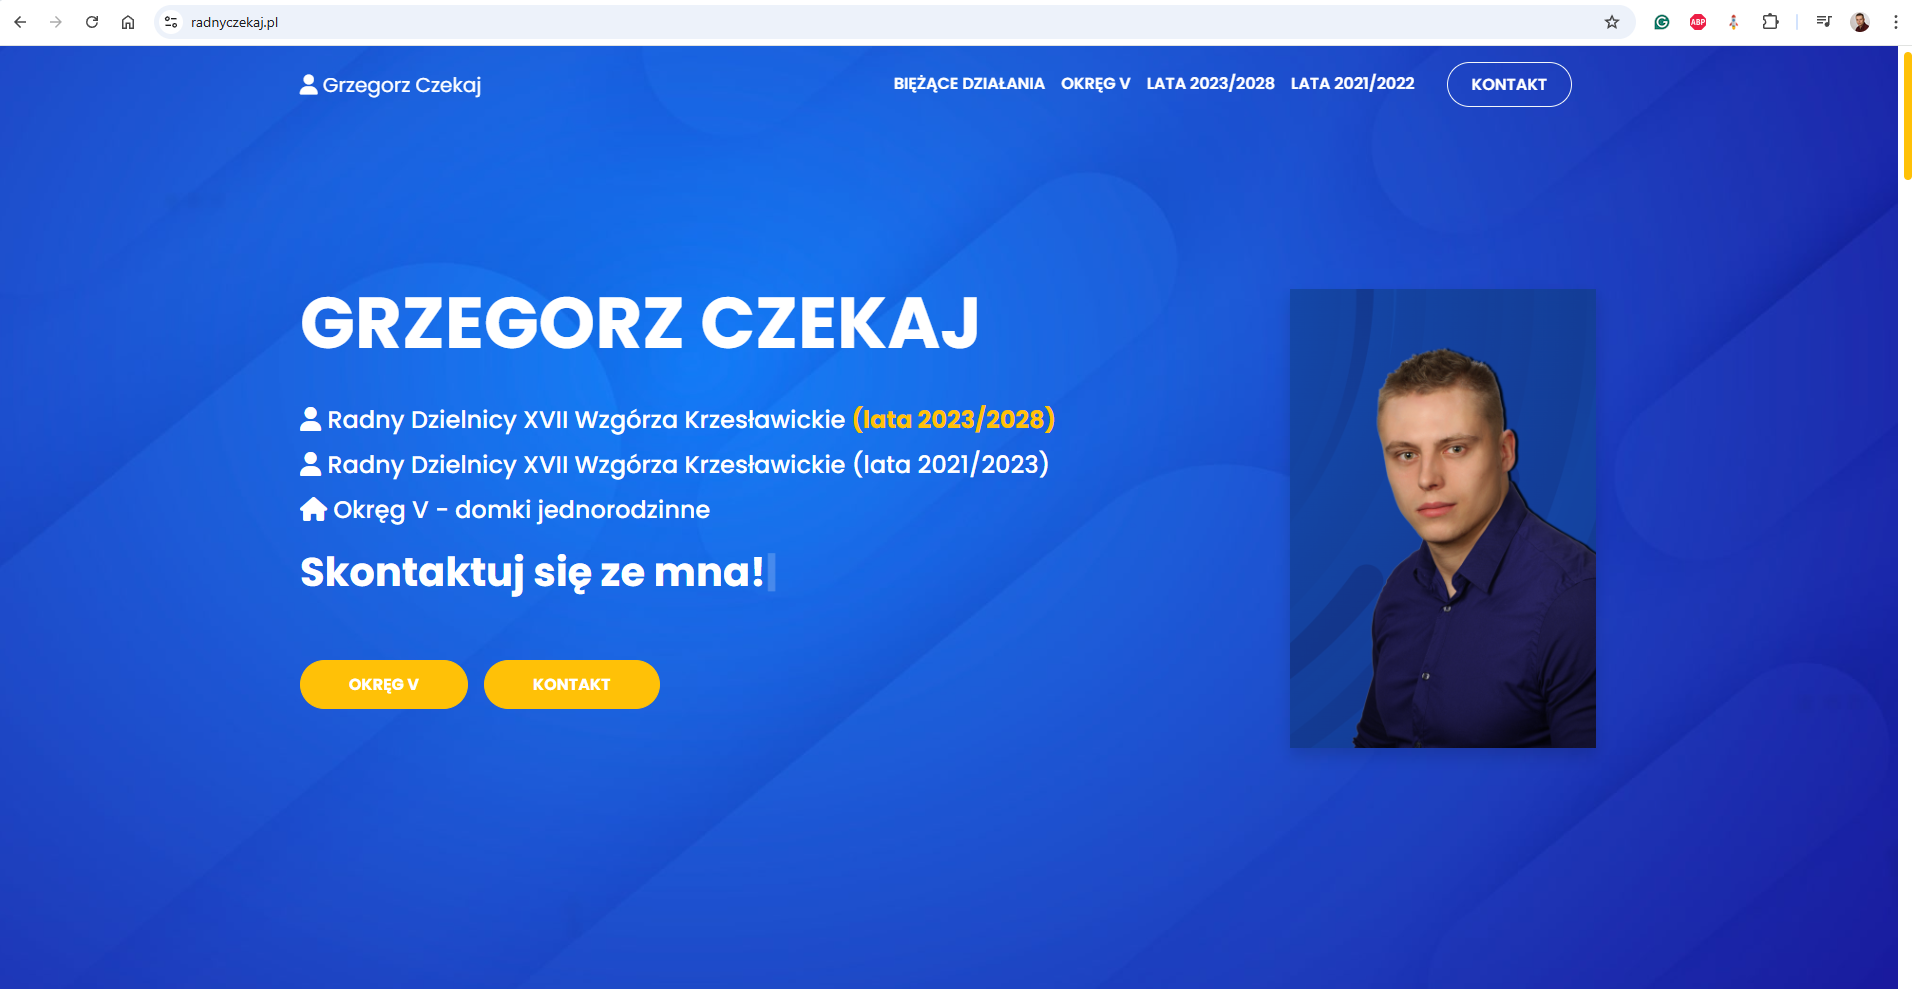 radnyczekaj.pl
ABP
Grzegorz Czekaj
BIEŻĄCE DZIAŁANIA OKRĘG V LATA 2023/2028 LATA 2021/2022 KONTAKT
GRZEGORZ CZEKAJ
Radny Dzielnicy XVII Wzgórza Krzesławickie (lata 2023/2028)
Radny Dzielnicy XVII Wzgórza Krzesławickie (lata 2021/2023)
Okręg V - domki jednorodzinne
Skontaktuj się ze mna!
OKRĘG V KONTAKT